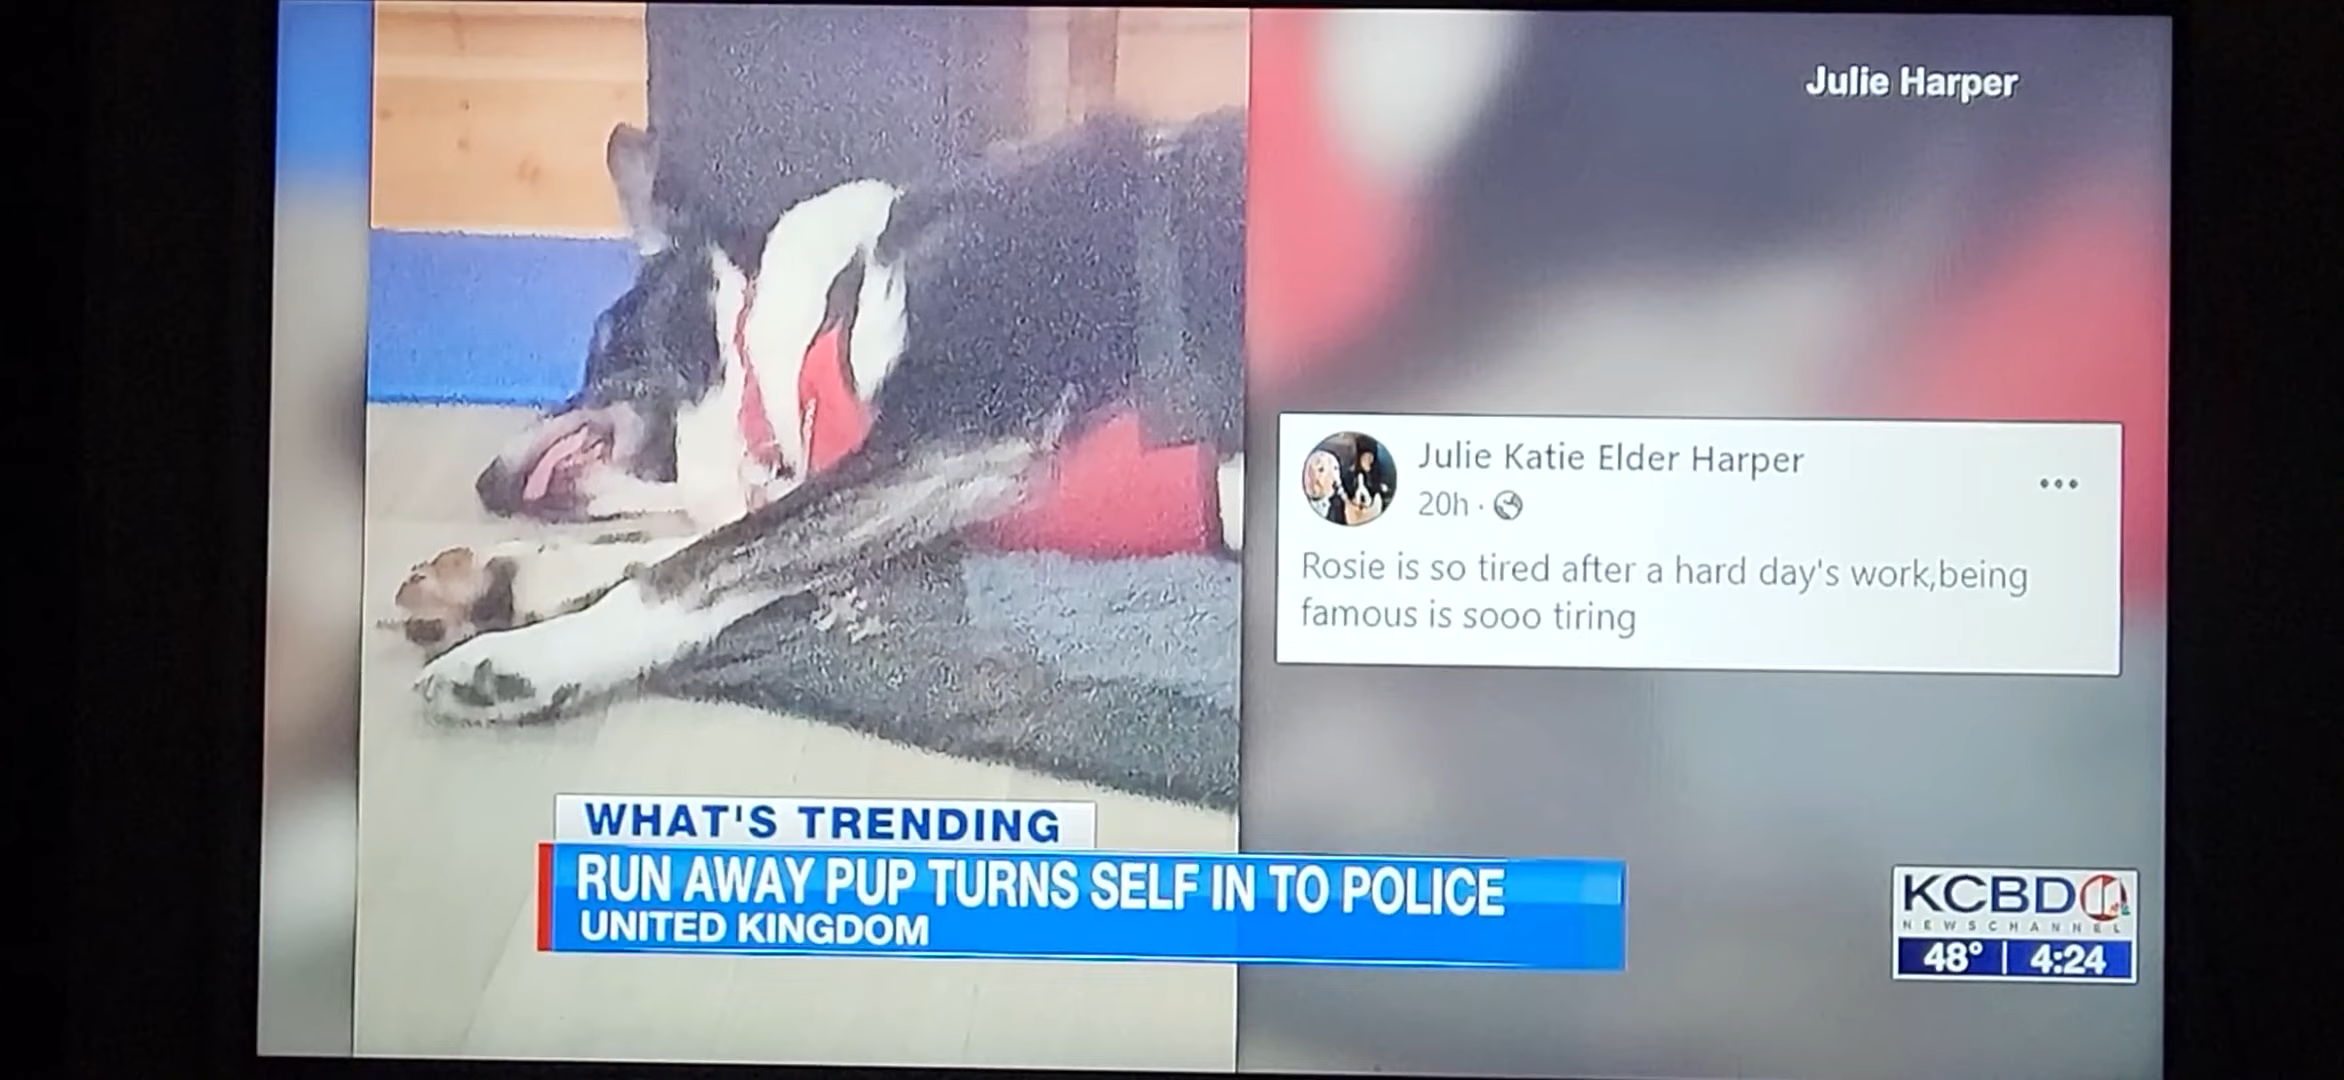 Julie Harper
Julie Katie Elder Harper
20h ·
Rosie is so tired after a hard day's work,being
famous is sooo tiring
WHAT'S TRENDING
RUN AWAY PUP TURNS SELF IN TO POLICE
UNITED KINGDOM
KCBD 11
NEWSCHANNEL
48° | 4:24